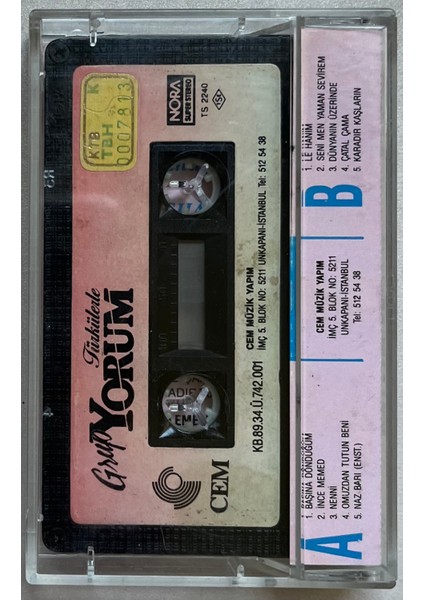 Grup YORUM
Türkülerle
K
KTB
TBH
0007813
NORA
SUPER STEREO
TS 2240
TSE
CEM
CEM MÜZİK YAPIM
İMÇ 5. BLOK NO: 5211 UNKAPANI-İSTANBUL Tel: 512 54 38
KB.89.34.Ü.742.001
A
1. BAŞINA DÖNDÜĞÜM
2. İNCE MEMED
3. NENNİ
4. OMUZDAN TUTUN BENİ
5. NAZ-BARI (ENST.)
CEM MÜZİK YAPIM
İMÇ 5. BLOK NO: 5211
UNKAPANI-İSTANBUL
Tel: 512 54 38
B
1. LE HANIM
2. SENİ MEN YAMAN SEVİREM
3. DÜNYANIN ÜZERİNDE
4. ÇATAL ÇAMA
5. KARADIR KAŞLARIN